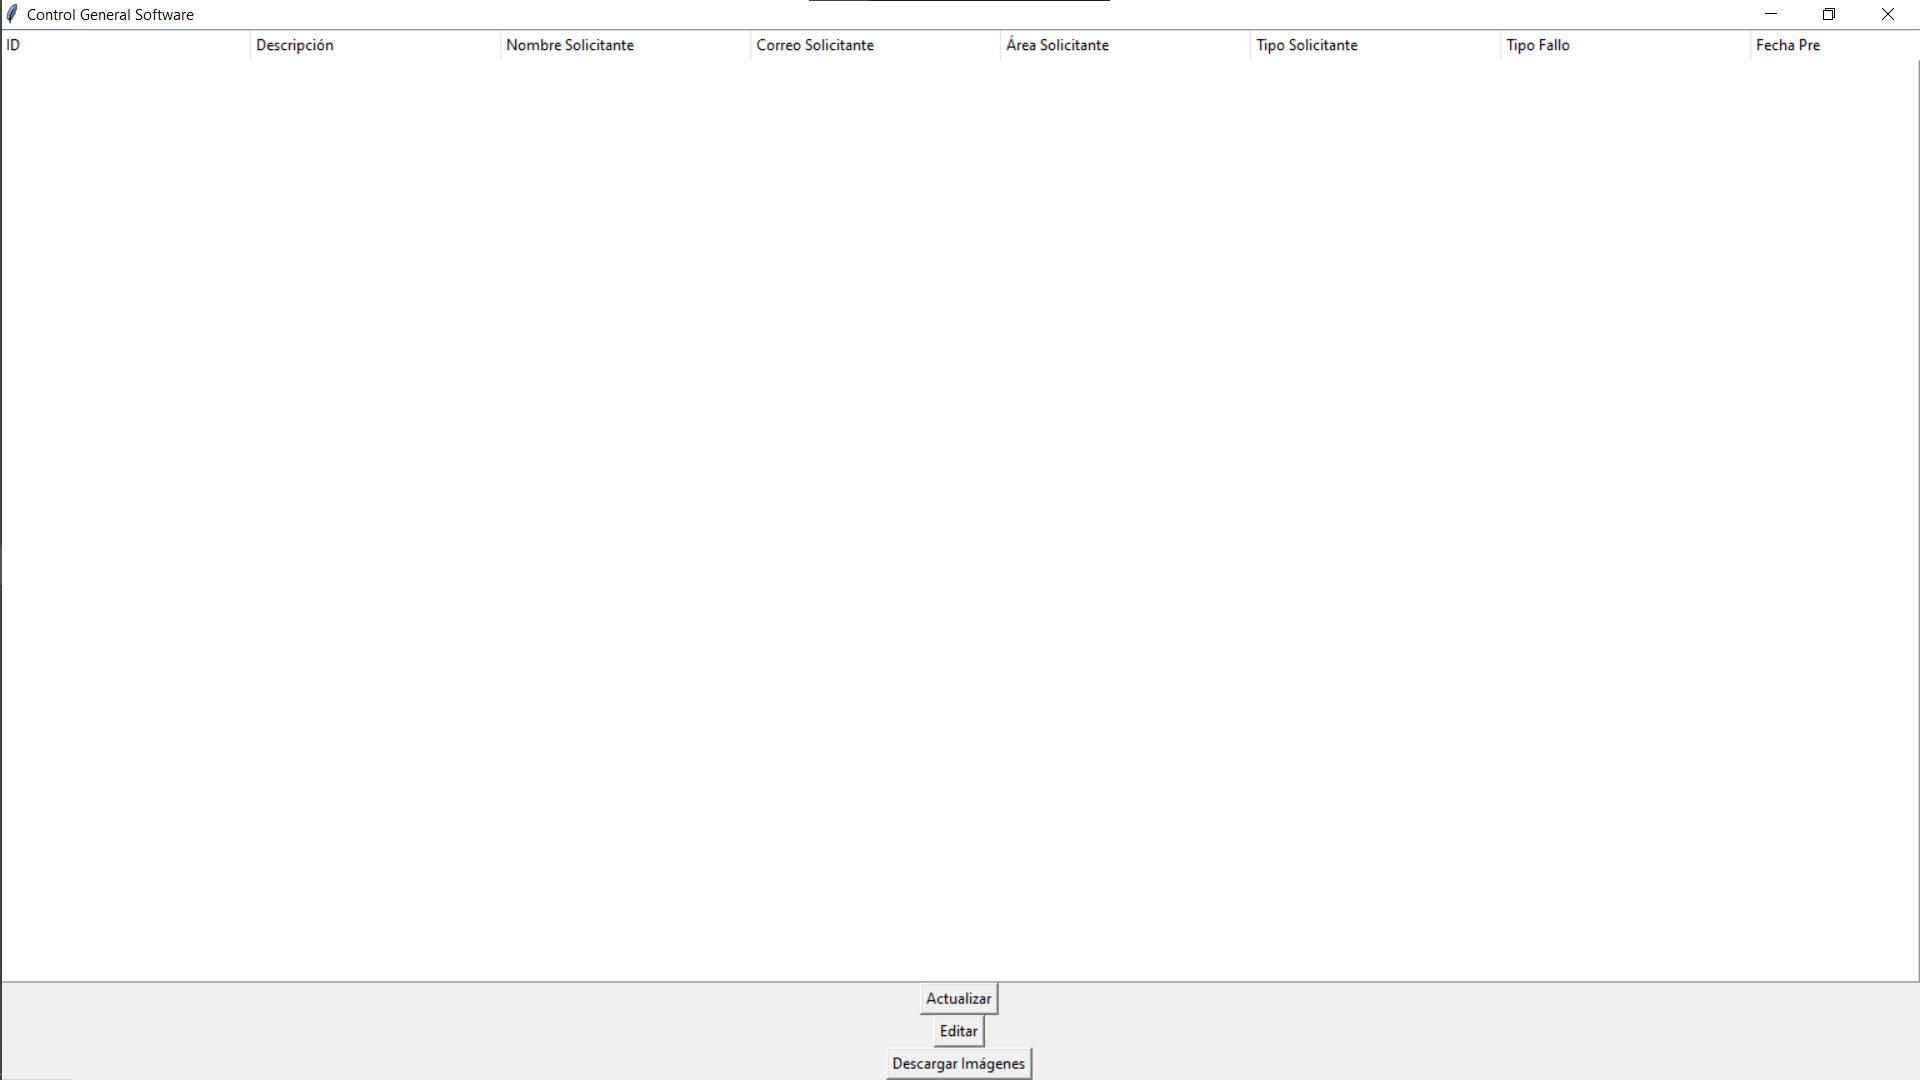 Control General Software
ID Descripción Nombre Solicitante Correo Solicitante Área Solicitante Tipo Solicitante Tipo Fallo Fecha Pre
Actualizar
Editar
Descargar Imágenes